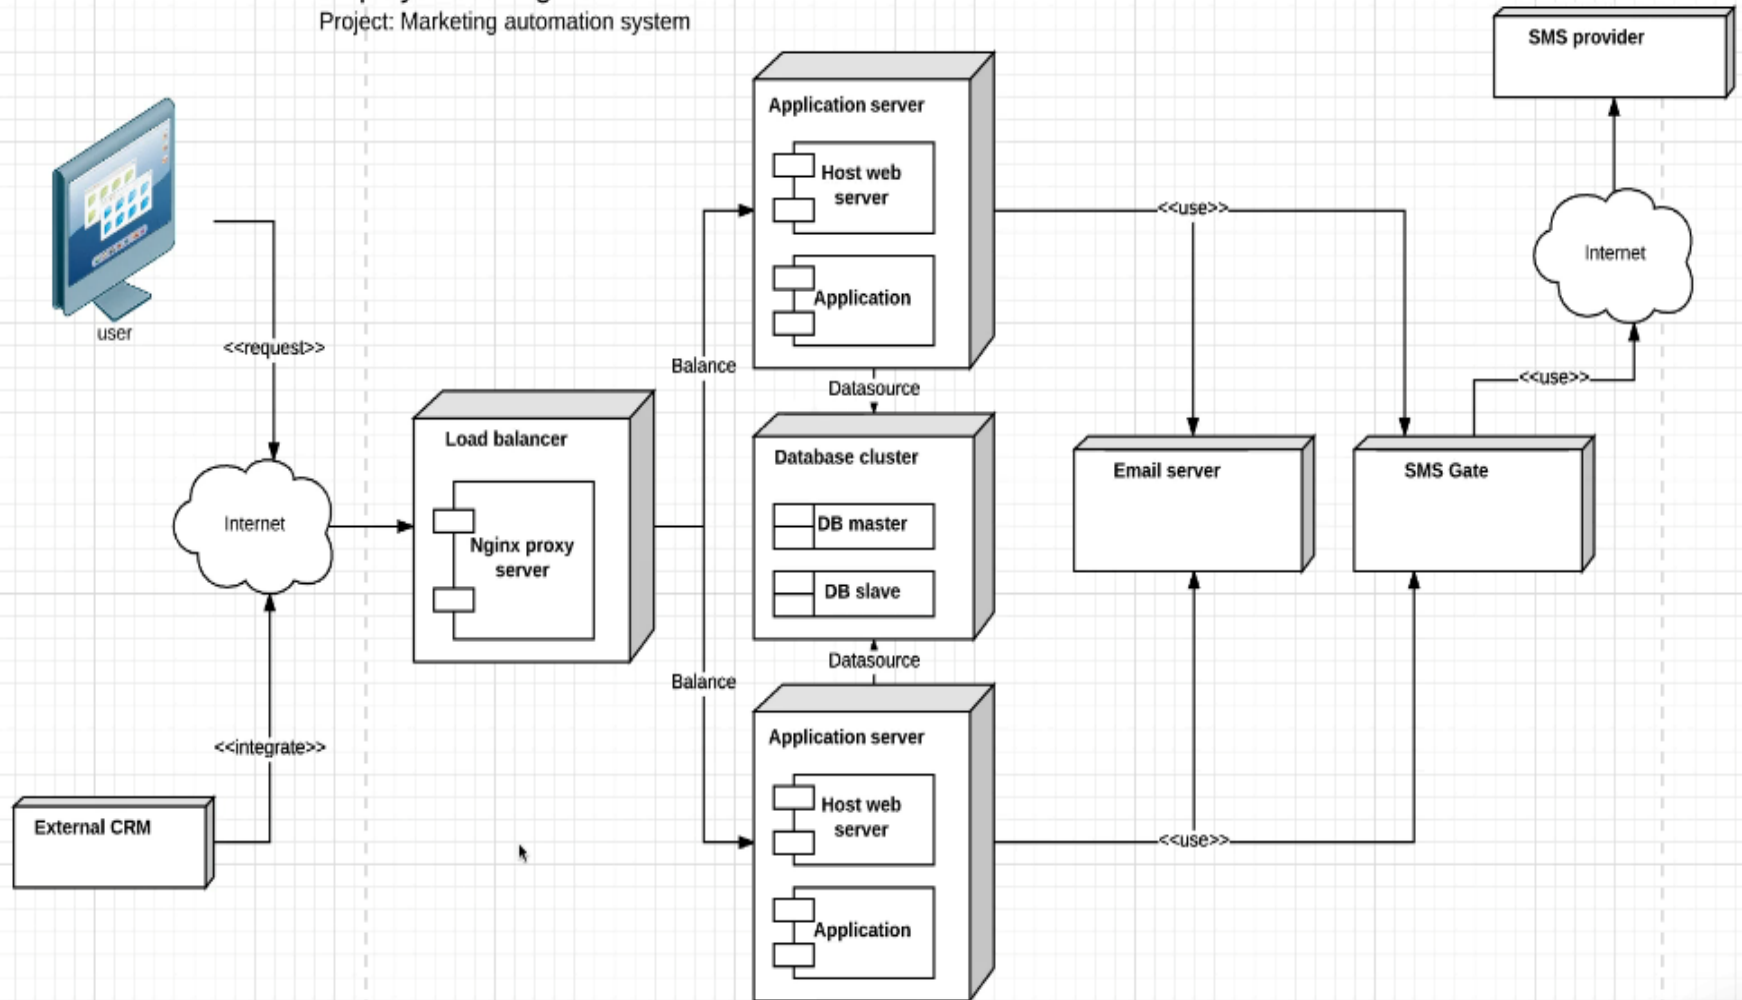 Project: Marketing automation system
SMS provider
Application server
Host web
server
Application
<<use>>
Internet
user
<<request>>
Balance
Datasource
<<use>>
Load balancer
Nginx proxy
server
Database cluster
DB master
DB slave
Email server
SMS Gate
Internet
Datasource
Balance
<<integrate>>
Application server
Host web
server
Application
<<use>>
External CRM